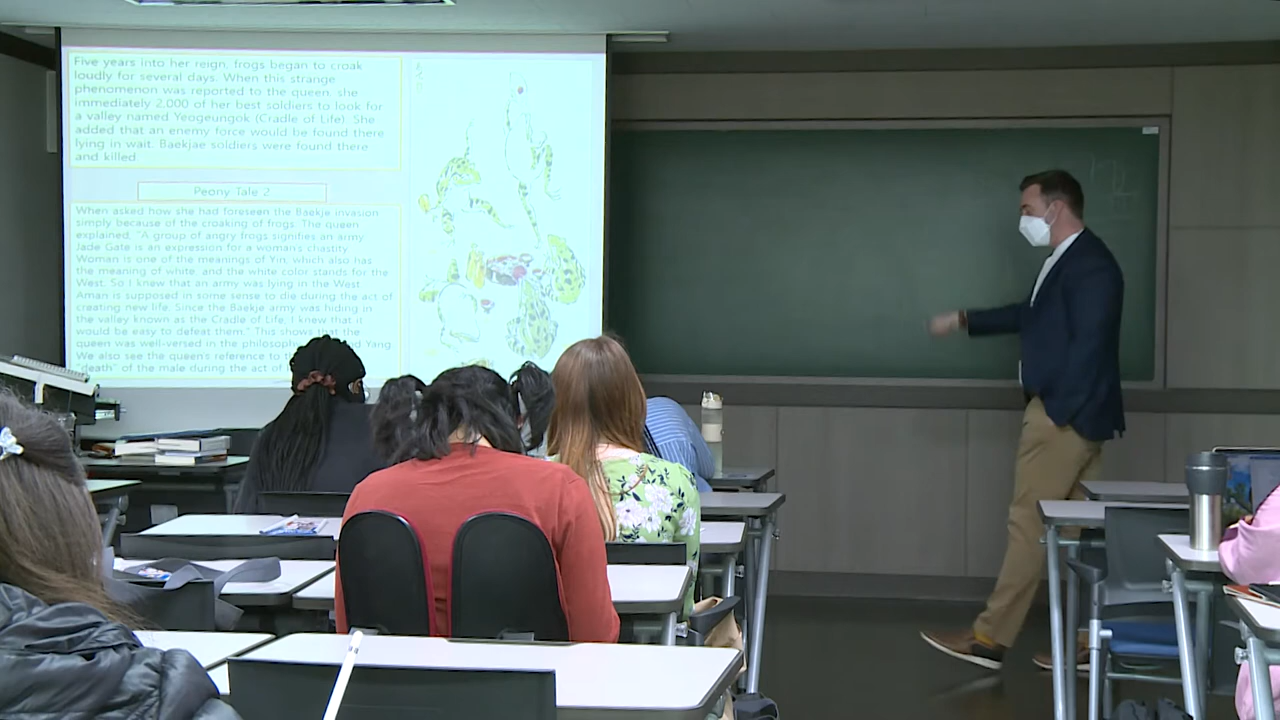 Five years into her reign, frogs began to croak
loudly for several days. When this strange
phenomenon was reported to the queen, she
immediately 2,000 of her best soldiers to look for
a valley named Yeogeungok (Cradle of Life). She
added that an enemy force would be found there
lying in wait. Baekjae soldiers were found there
and killed
Peony Tale 2
When asked how she had foreseen the Baekje invasion
simply because of the croaking of frogs. The queen
explained, "A group of angry frogs signifies an army.
Jade Gate is an expression for a woman's chastity.
Woman is one of the meanings of Yin, which also has
the meaning of white, and the white color stands for the
West. So I knew that an army was lying in the West.
Aman is supposed in some sense to die during the act of
creating new life. Since the Baekje army was hiding in
the valley known as the Cradle of Life, I knew that it
would be easy to defeat them." This shows that the
queen was well-versed in the philosophy nd Yang.
We also see the queen's reference to t
"death" of the male during the act of